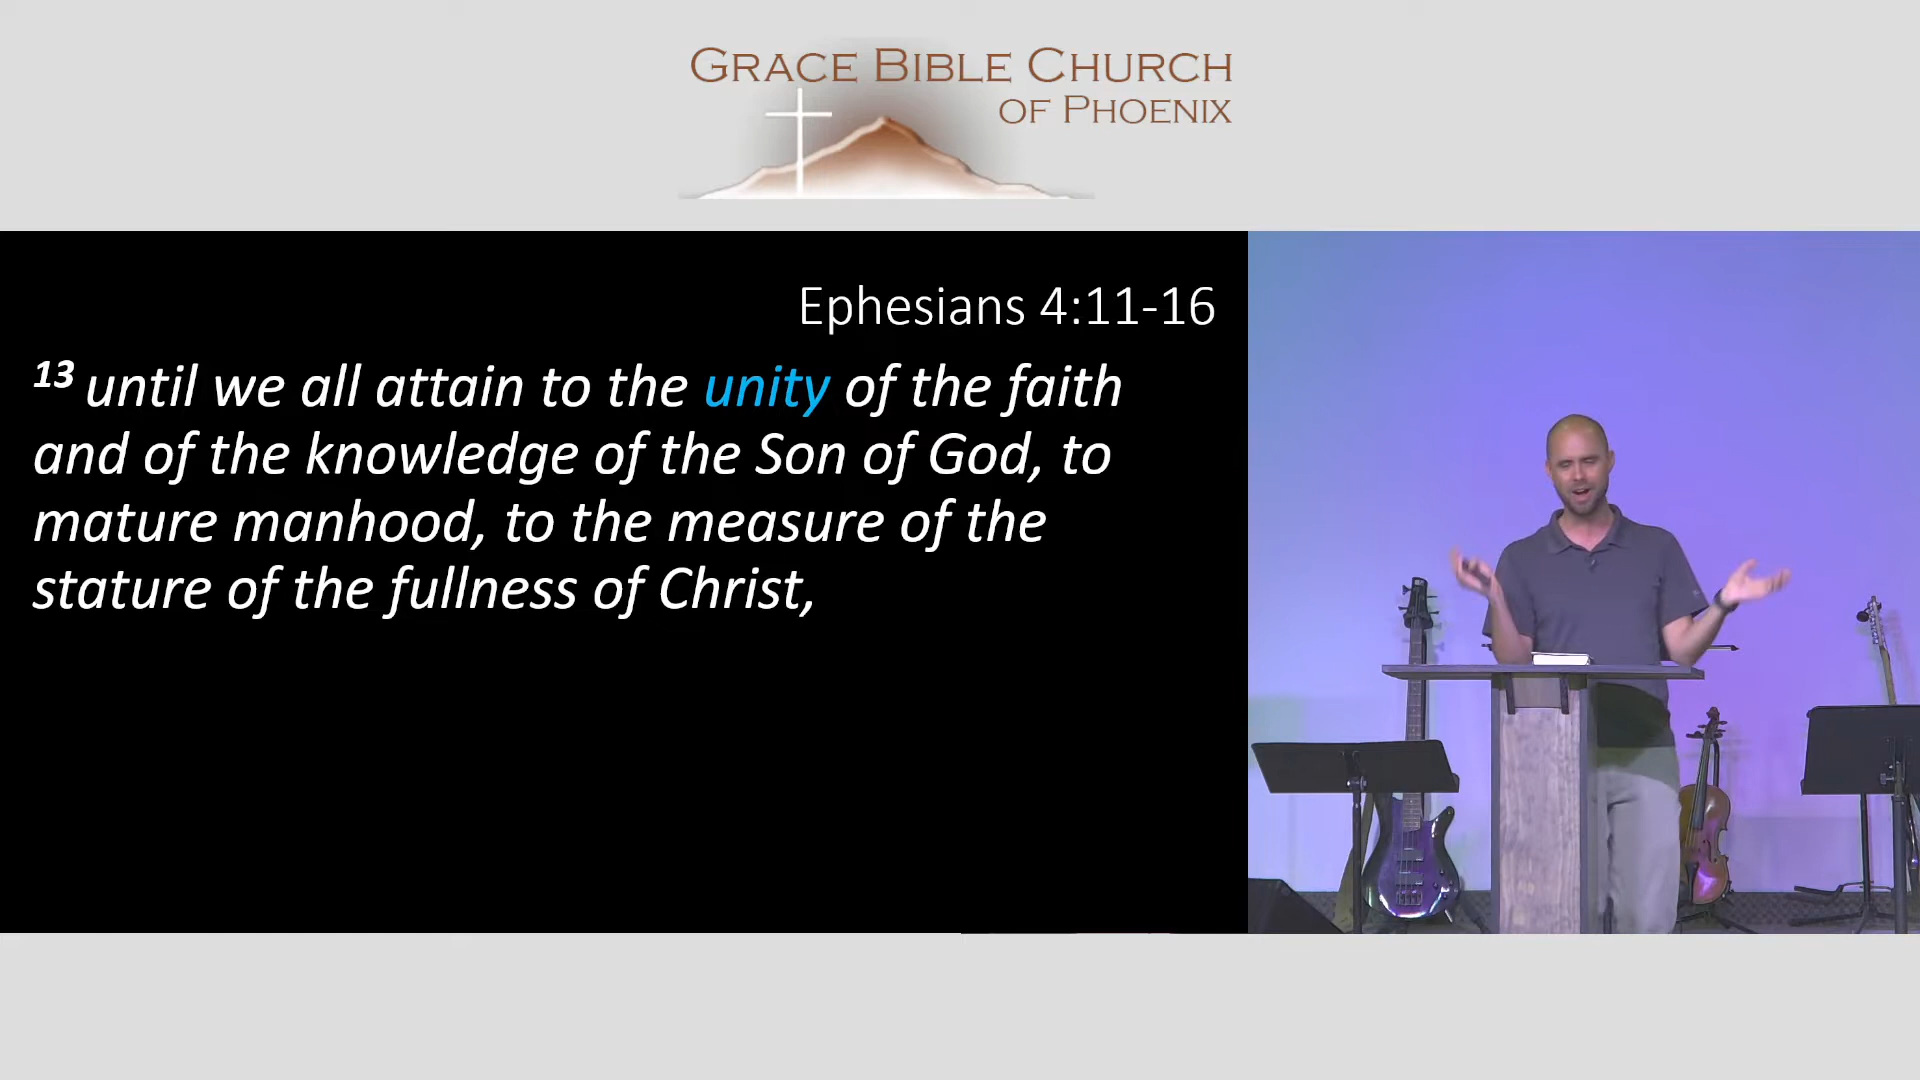 GRACE BIBLE CHURCH
OF PHOENIX
Ephesians 4:11-16
13 until we all attain to the unity of the faith
and of the knowledge of the Son of God, to
mature manhood, to the measure of the
stature of the fullness of Christ,